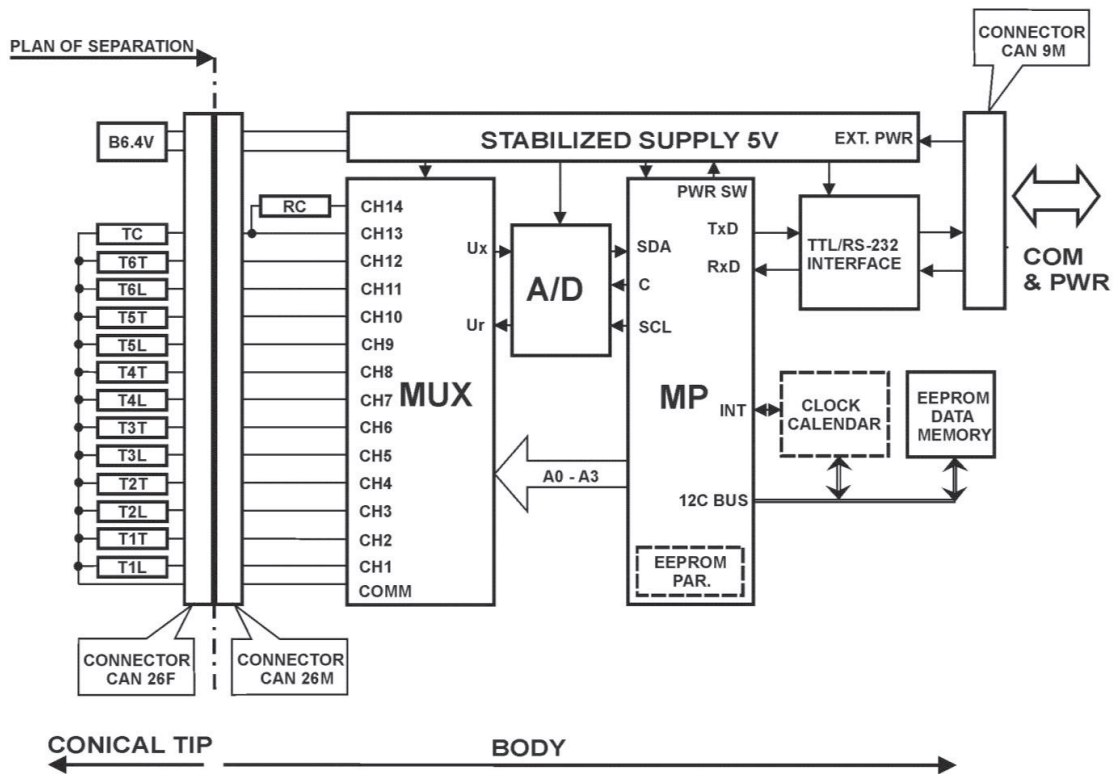 PLAN OF SEPARATION
CONNECTOR
CAN 9M
B6.4V
STABILIZED SUPPLY 5V
EXT. PWR
RC
CH14
PWR SW
TC
CH13
Ux
SDA
TxD
TTL/RS-232
INTERFACE
COM
& PWR
T6T
CH12
A/D
RxD
T6L
CH11
C
T5T
CH10
Ur
SCL
T5L
CH9
T4T
CH8
MUX
MP
INT
CLOCK
CALENDAR
EEPROM
DATA
MEMORY
T4L
CH7
T3T
CH6
T3L
CH5
A0 - A3
T2T
CH4
12C BUS
T2L
CH3
T1T
CH2
T1L
CH1
COMM
EEPROM
PAR.
CONNECTOR
CAN 26F
CONNECTOR
CAN 26M
CONICAL TIP
BODY